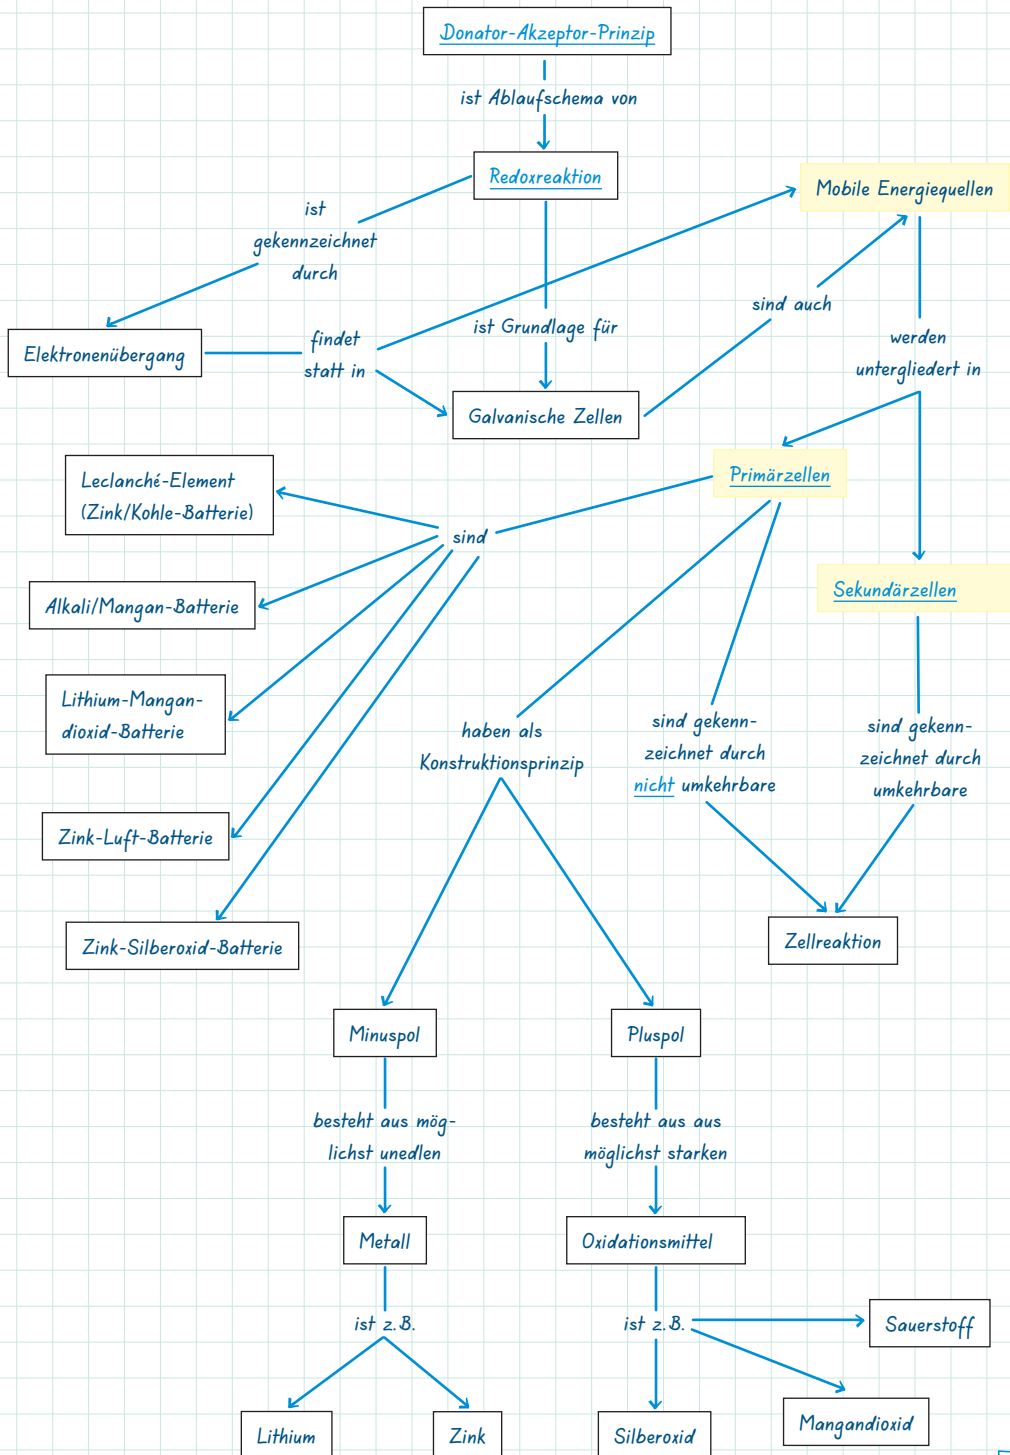 Donator-Akzeptor-Prinzip
ist Ablaufschema von
Redoxreaktion
Mobile Energiequellen
ist
gekennzeichnet
durch
sind auch
ist Grundlage für
findet
statt in
werden
untergliedert in
Elektronenübergang
Galvanische Zellen
Primärzellen
Leclanché-Element
(Zink/Kohle-Batterie)
sind
Sekundärzellen
Alkali/Mangan-Batterie
Lithium-Mangan-
dioxid-Batterie
haben als
Konstruktionsprinzip
sind gekenn-
zeichnet durch
nicht umkehrbare
sind gekenn-
zeichnet durch
umkehrbare
Zink-Luft-Batterie
Zink-Silberoxid-Batterie
Zellreaktion
Minuspol
Pluspol
besteht aus mög-
lichst unedlen
besteht aus aus
möglichst starken
Metall
Oxidationsmittel
ist z.B.
ist z.B.
Sauerstoff
Lithium
Zink
Silberoxid
Mangandioxid